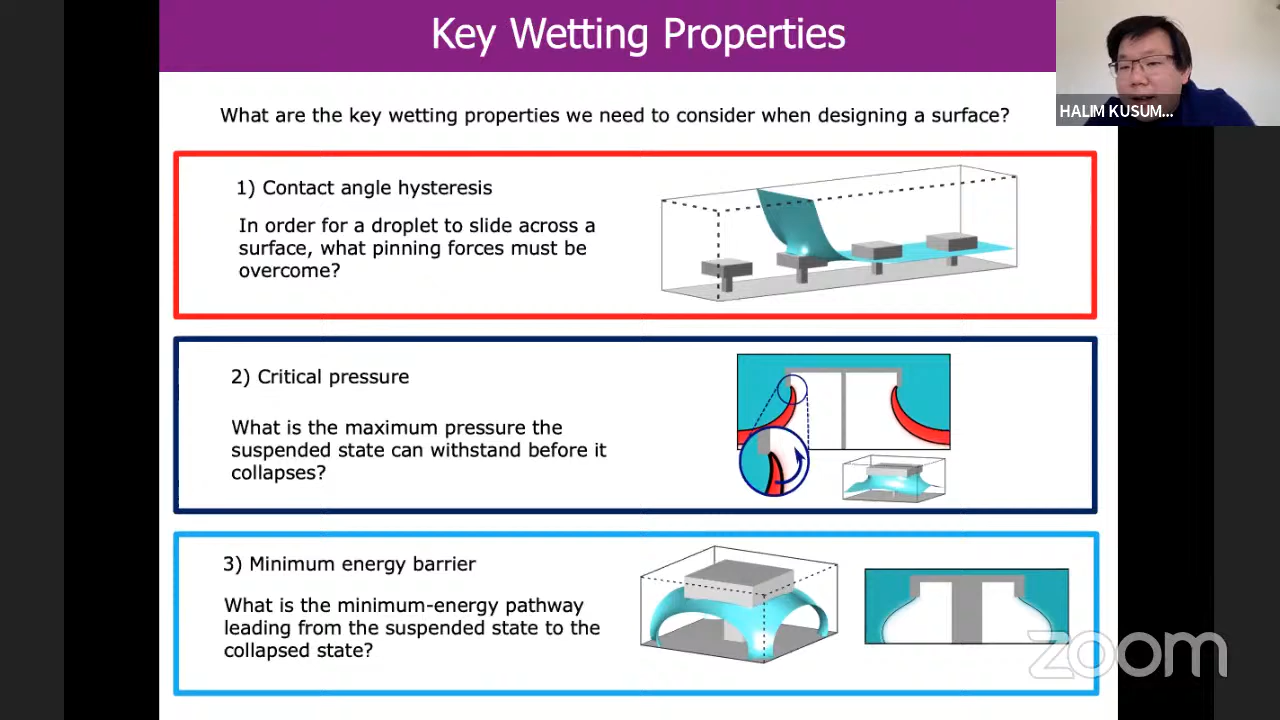 Key Wetting Properties
HALIM KUSUM...
What are the key wetting properties we need to consider when designing a surface?
1) Contact angle hysteresis
In order for a droplet to slide across a
surface, what pinning forces must be
overcome?
2) Critical pressure
What is the maximum pressure the
suspended state can withstand before it
collapses?
3) Minimum energy barrier
What is the minimum-energy pathway
leading from the suspended state to the
collapsed state?
zoom